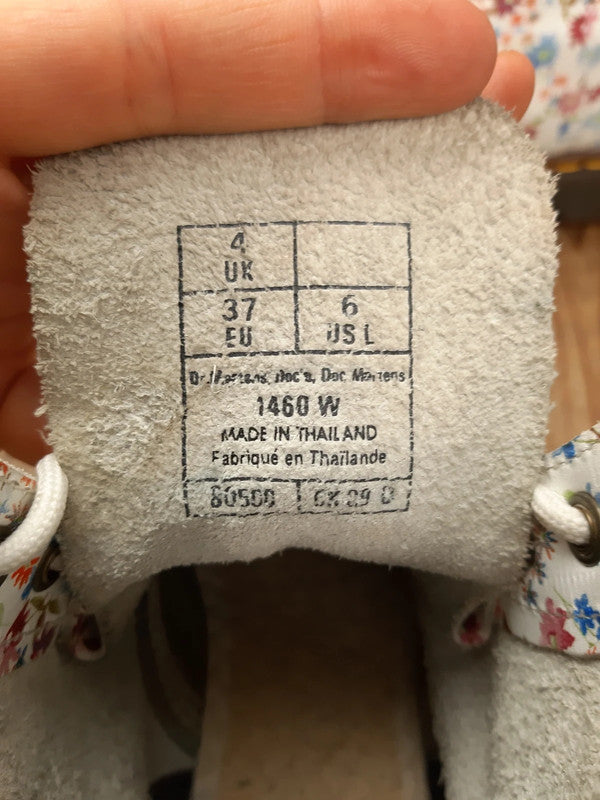 4
UK
37 6
EU US L
Dr. Martens, Doc's, Doc Martens
1460 W
MADE IN THAILAND
Fabriqué en Thaïlande